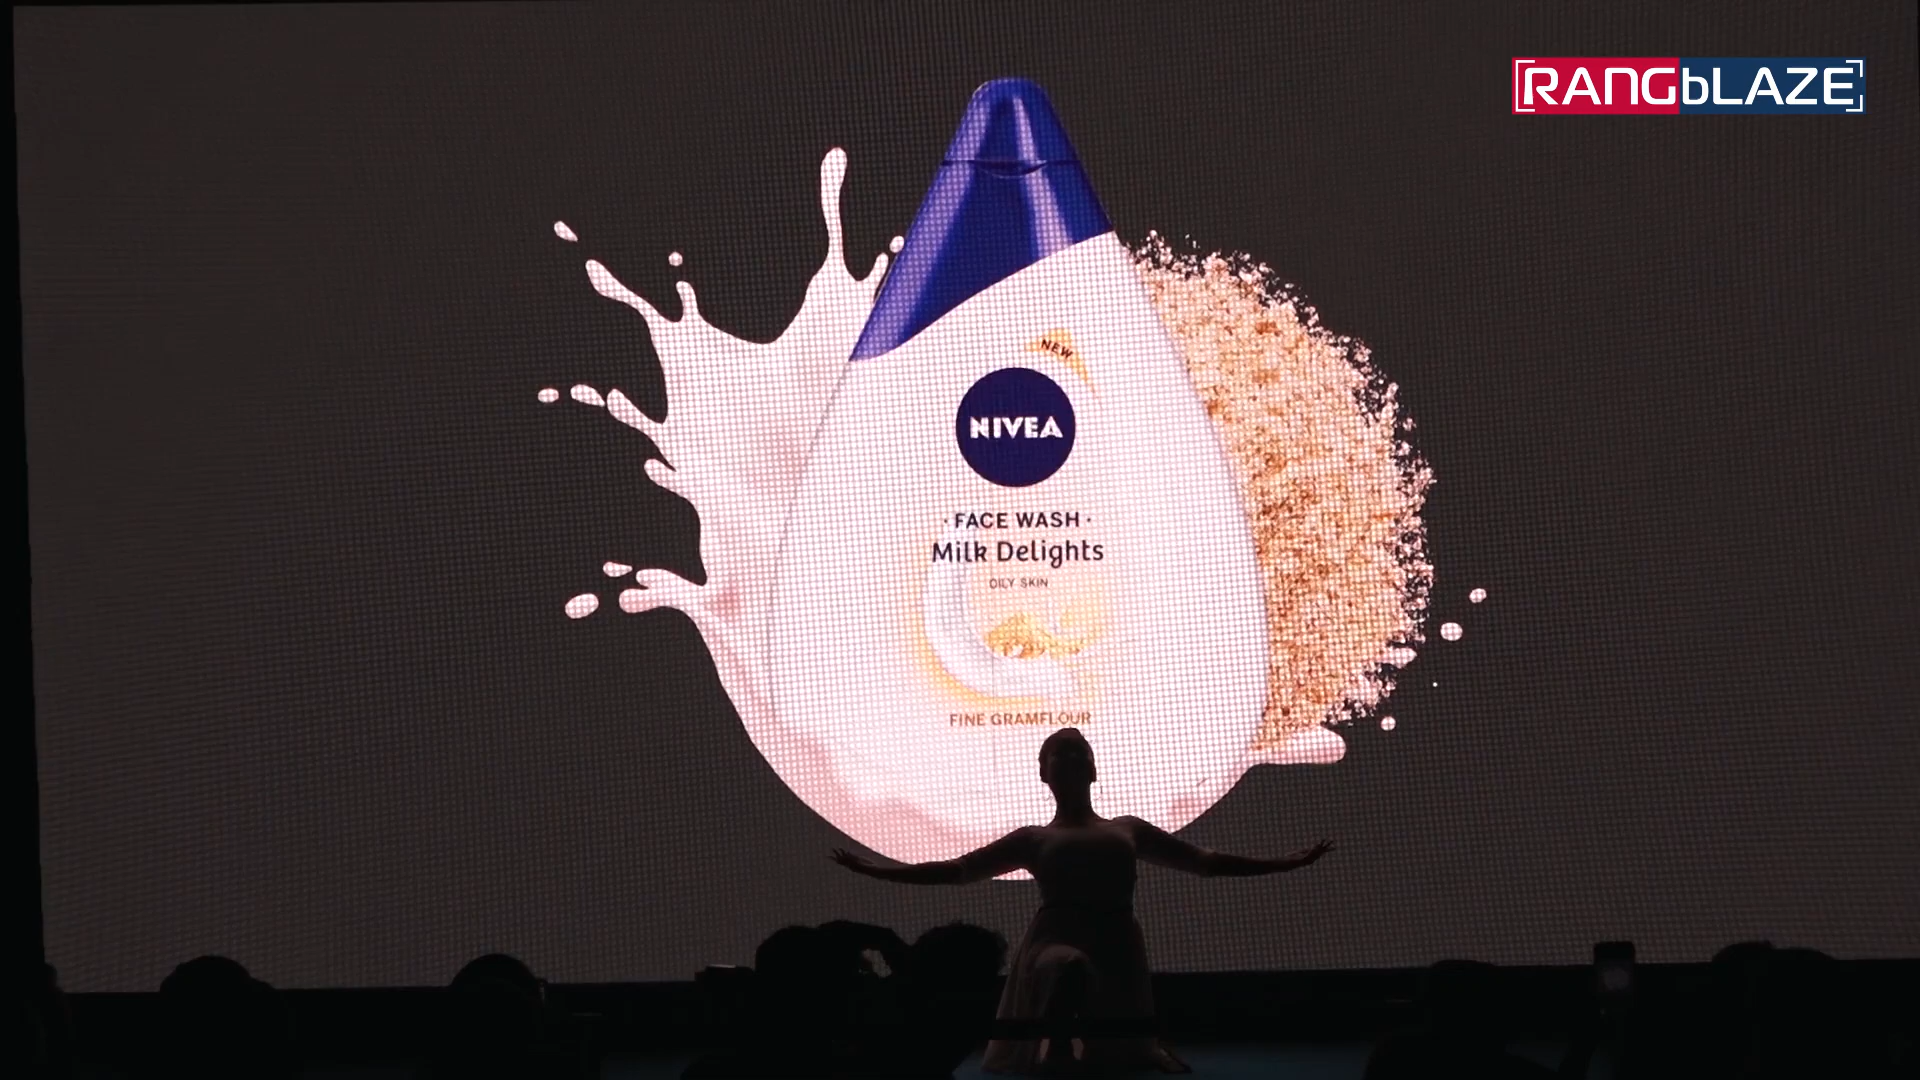 RANGbLAZE
NEW
NIVEA
· FACE WASH ·
Milk Delights
OILY SKIN
FINE GRAMFLOUR